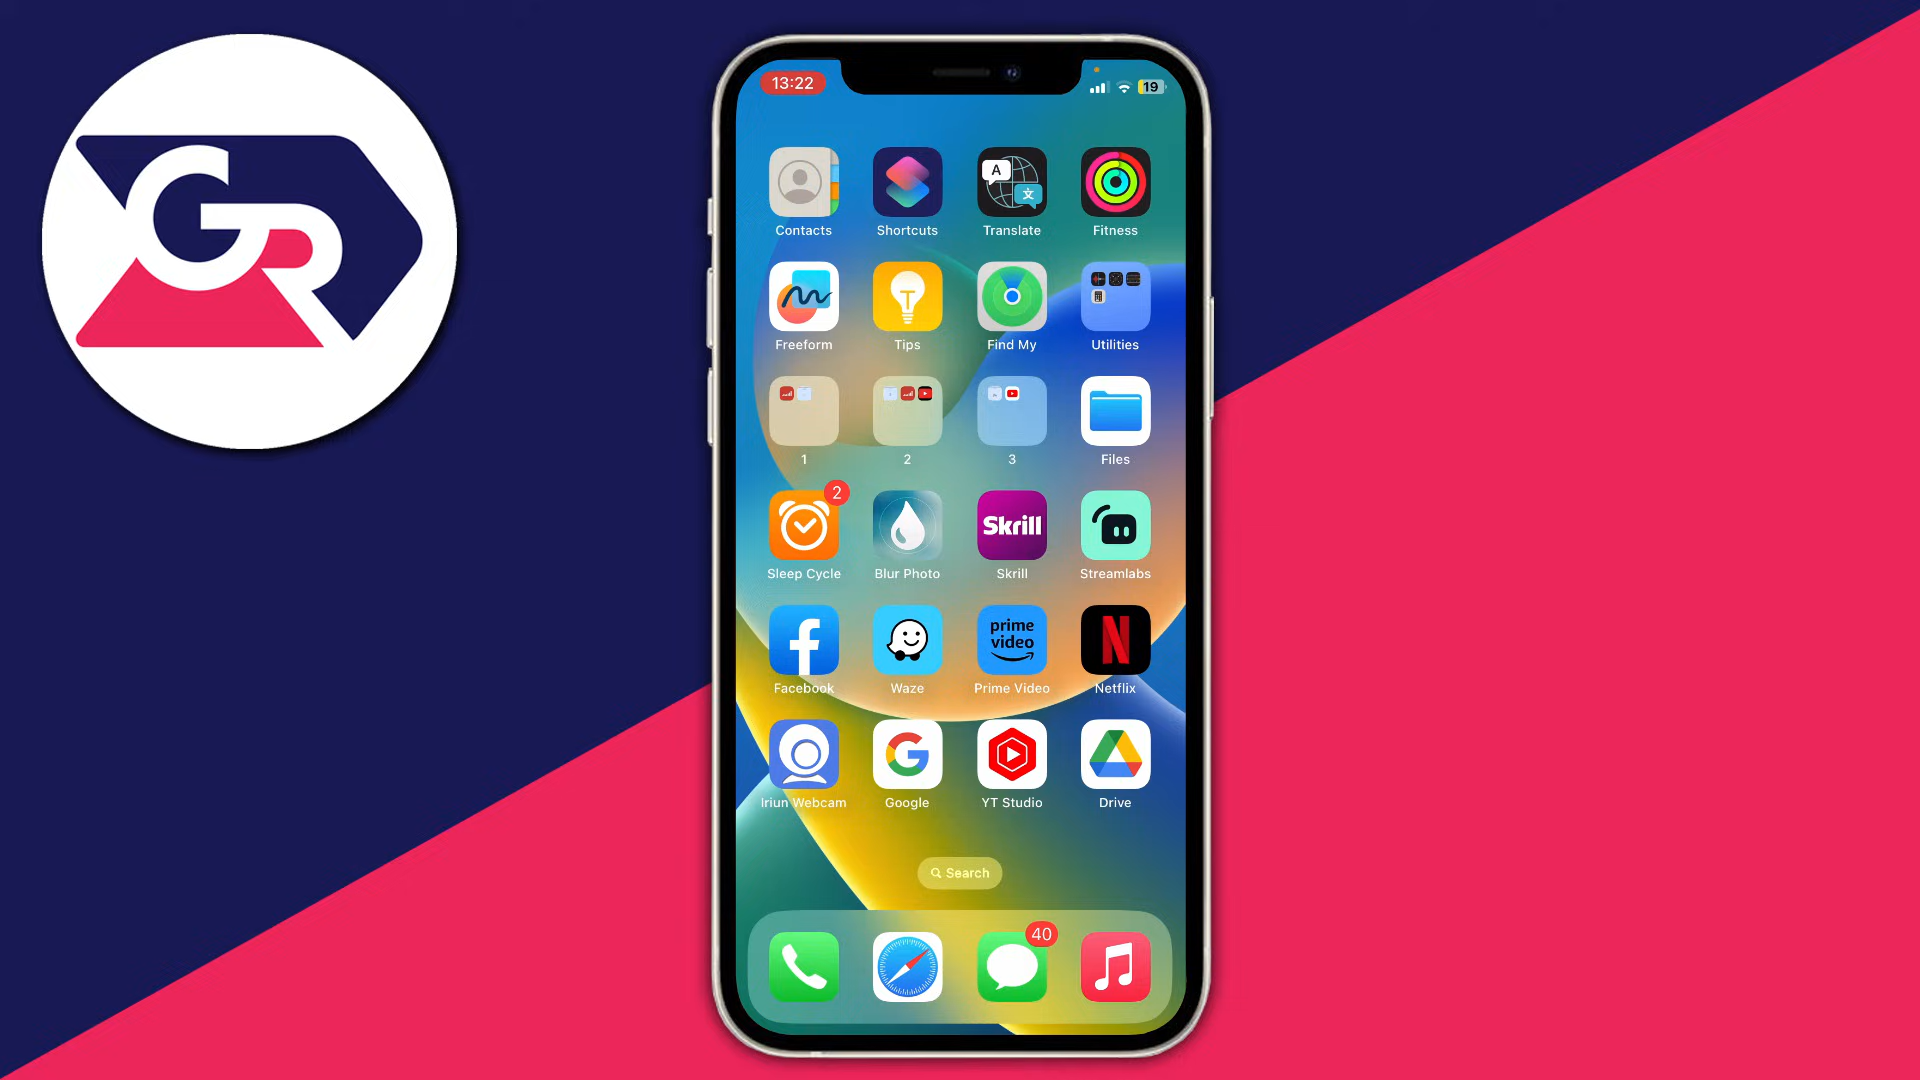 GR
13:22
19
A
文
Contacts
Shortcuts
Translate
Fitness
T
Freeform
Tips
Find My
Utilities
1
2
3
Files
2
Skrill
Sleep Cycle
Blur Photo
Skrill
Streamlabs
f
prime
video
N
Facebook
Waze
Prime Video
Netflix
G
Iriun Webcam
Google
YT Studio
Drive
Search
40